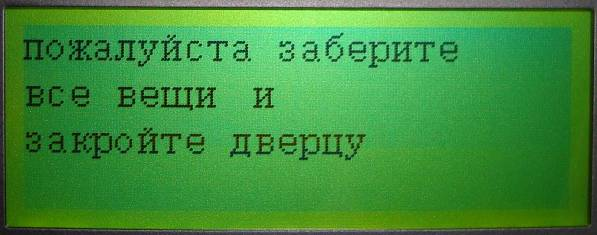 пожалуйста заберите
все вещи и
закройте дверцу